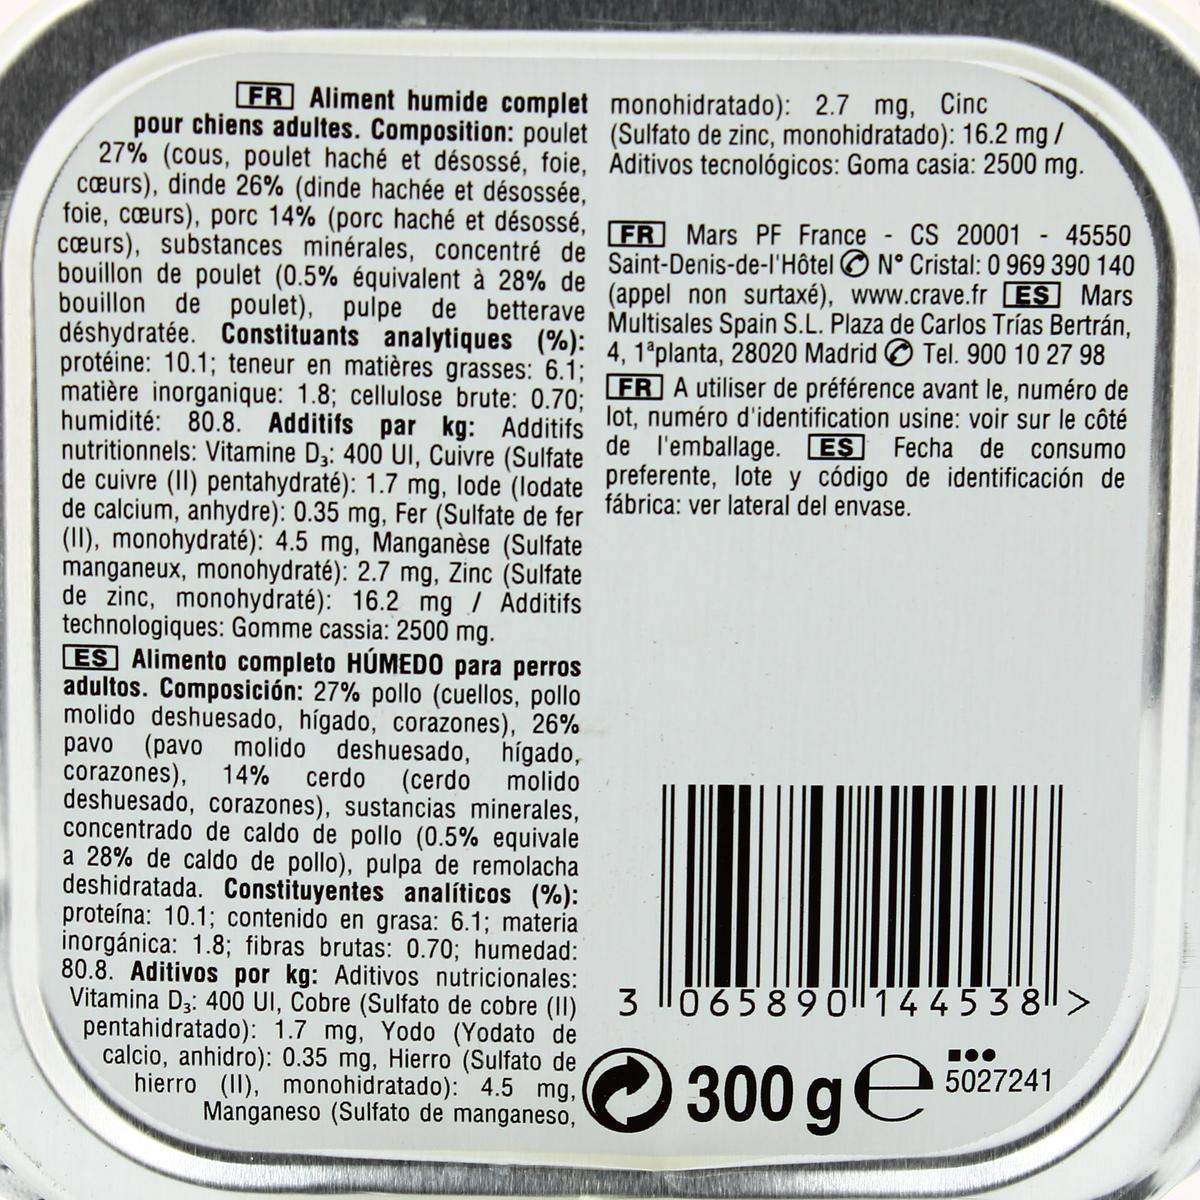 FR Aliment humide complet
pour chiens adultes. Composition: poulet
27% (cous, poulet haché et désossé, foie,
cœurs), dinde 26% (dinde hachée et désossée,
foie, cœurs), porc 14% (porc haché et désossé,
cœurs), substances minérales, concentré de
bouillon de poulet (0.5% équivalent à 28% de
bouillon de poulet), pulpe de betterave
déshydratée. Constituants analytiques (%):
protéine: 10.1; teneur en matières grasses: 6.1;
matière inorganique: 1.8; cellulose brute: 0.70;
humidité: 80.8. Additifs par kg: Additifs
nutritionnels: Vitamine D₃: 400 UI, Cuivre (Sulfate
de cuivre (II) pentahydraté): 1.7 mg, Iode (Iodate
de calcium, anhydre): 0.35 mg, Fer (Sulfate de fer
(II), monohydraté): 4.5 mg, Manganèse (Sulfate
manganeux, monohydraté): 2.7 mg, Zinc (Sulfate
de zinc, monohydraté): 16.2 mg / Additifs
technologiques: Gomme cassia: 2500 mg.
ES Alimento completo HÚMEDO para perros
adultos. Composición: 27% pollo (cuellos, pollo
molido deshuesado, hígado, corazones), 26%
pavo (pavo molido deshuesado, hígado,
corazones), 14% cerdo (cerdo molido
deshuesado, corazones), sustancias minerales,
concentrado de caldo de pollo (0.5% equivale
a 28% de caldo de pollo), pulpa de remolacha
deshidratada. Constituyentes analíticos (%):
proteína: 10.1; contenido en grasa: 6.1; materia
inorgánica: 1.8; fibras brutas: 0.70; humedad:
80.8. Aditivos por kg: Aditivos nutricionales:
Vitamina D₃: 400 UI, Cobre (Sulfato de cobre (II)
pentahidratado): 1.7 mg, Yodo (Yodato de
calcio, anhidro): 0.35 mg, Hierro (Sulfato de
hierro (II), monohidratado): 4.5 mg,
Manganeso (Sulfato de manganeso,
monohidratado): 2.7 mg, Cinc
(Sulfato de zinc, monohidratado): 16.2 mg /
Aditivos tecnológicos: Goma casia: 2500 mg.
FR Mars PF France - CS 20001 - 45550
Saint-Denis-de-l'Hôtel ✆ N° Cristal: 0 969 390 140
(appel non surtaxé), www.crave.fr ES Mars
Multisales Spain S.L. Plaza de Carlos Trías Bertrán,
4, 1ªplanta, 28020 Madrid ✆ Tel. 900 10 27 98
FR A utiliser de préférence avant le, numéro de
lot, numéro d'identification usine: voir sur le côté
de l'emballage. ES Fecha de consumo
preferente, lote y código de identificación de
fábrica: ver lateral del envase.
3 065890 144538 >
300 g ℮
5027241